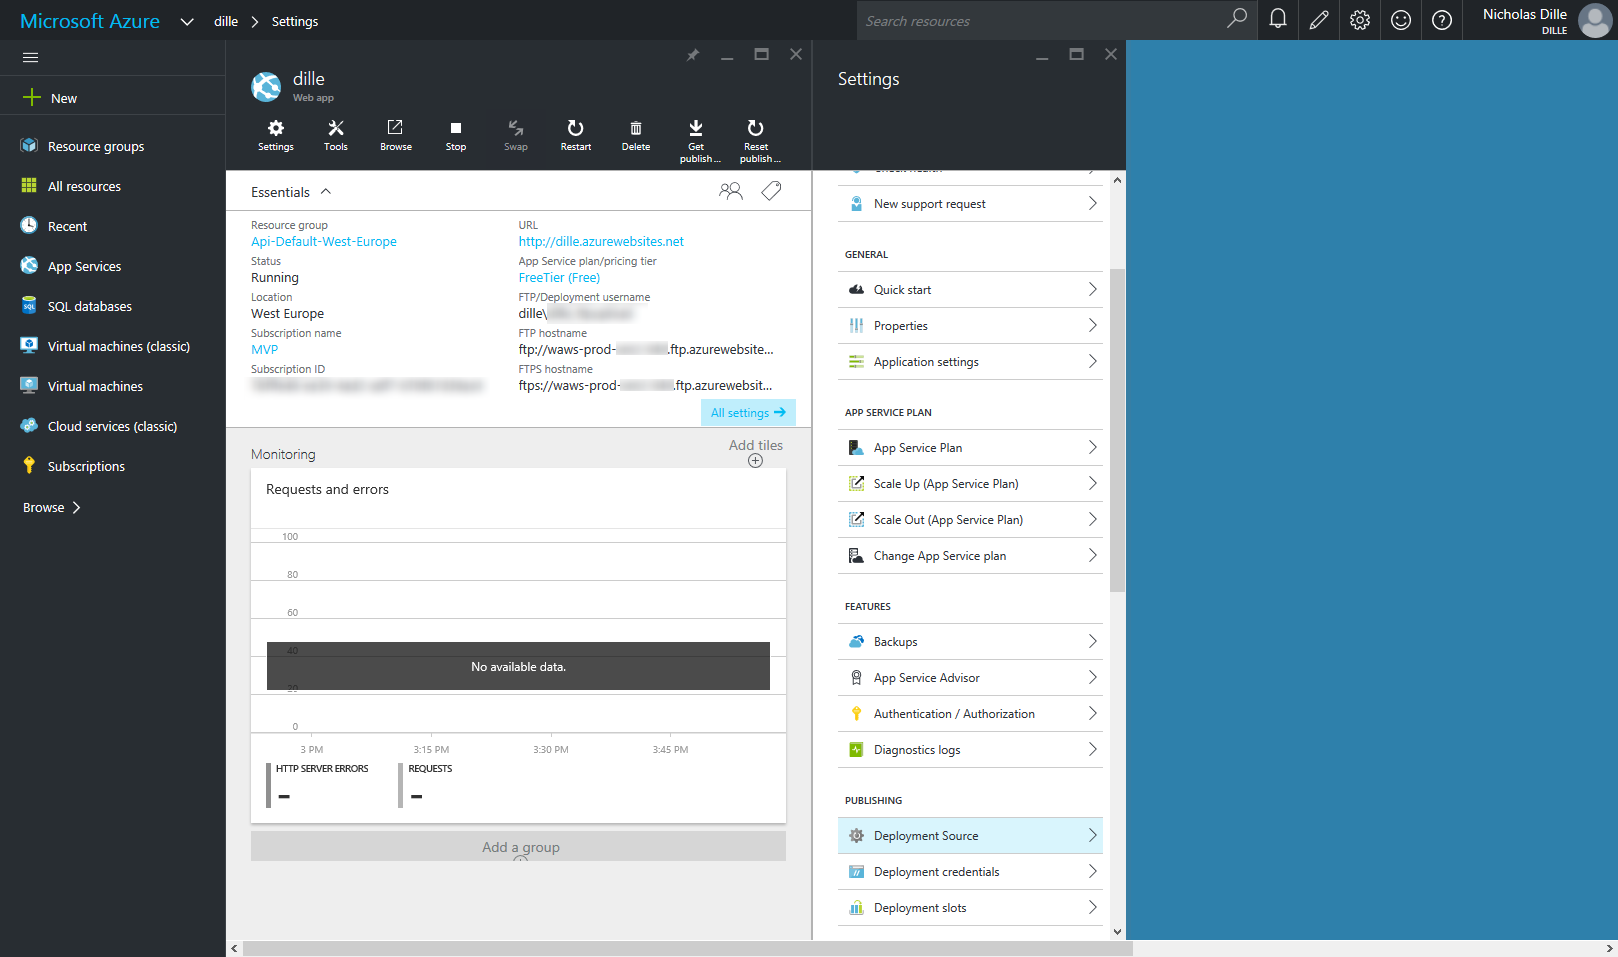 Microsoft Azure dille Settings
Search resources
Nicholas Dille
DILLE
New
Resource groups
All resources
Recent
App Services
SQL databases
Virtual machines (classic)
Virtual machines
Cloud services (classic)
Subscriptions
Browse
dille
Web app
Settings
Tools
Browse
Stop
Swap
Restart
Delete
Get publish ...
Reset publish ...
Essentials
Resource group
Api-Default-West-Europe
Status
Running
Location
West Europe
Subscription name
MVP
Subscription ID
URL
http://dille.azurewebsites.net
App Service plan/pricing tier
FreeTier (Free)
FTP/Deployment username
dille\
FTP hostname
ftp://waws-prod- .ftp.azurewebsite...
FTPS hostname
ftps://waws-prod- .ftp.azurewebsit...
All settings
Monitoring
Add tiles
Requests and errors
100
80
60
40
No available data.
20
0
3 PM 3:15 PM 3:30 PM 3:45 PM
HTTP SERVER ERRORS
--
REQUESTS
--
Add a group
Settings
New support request
GENERAL
Quick start
Properties
Application settings
APP SERVICE PLAN
App Service Plan
Scale Up (App Service Plan)
Scale Out (App Service Plan)
Change App Service plan
FEATURES
Backups
App Service Advisor
Authentication / Authorization
Diagnostics logs
PUBLISHING
Deployment Source
Deployment credentials
Deployment slots